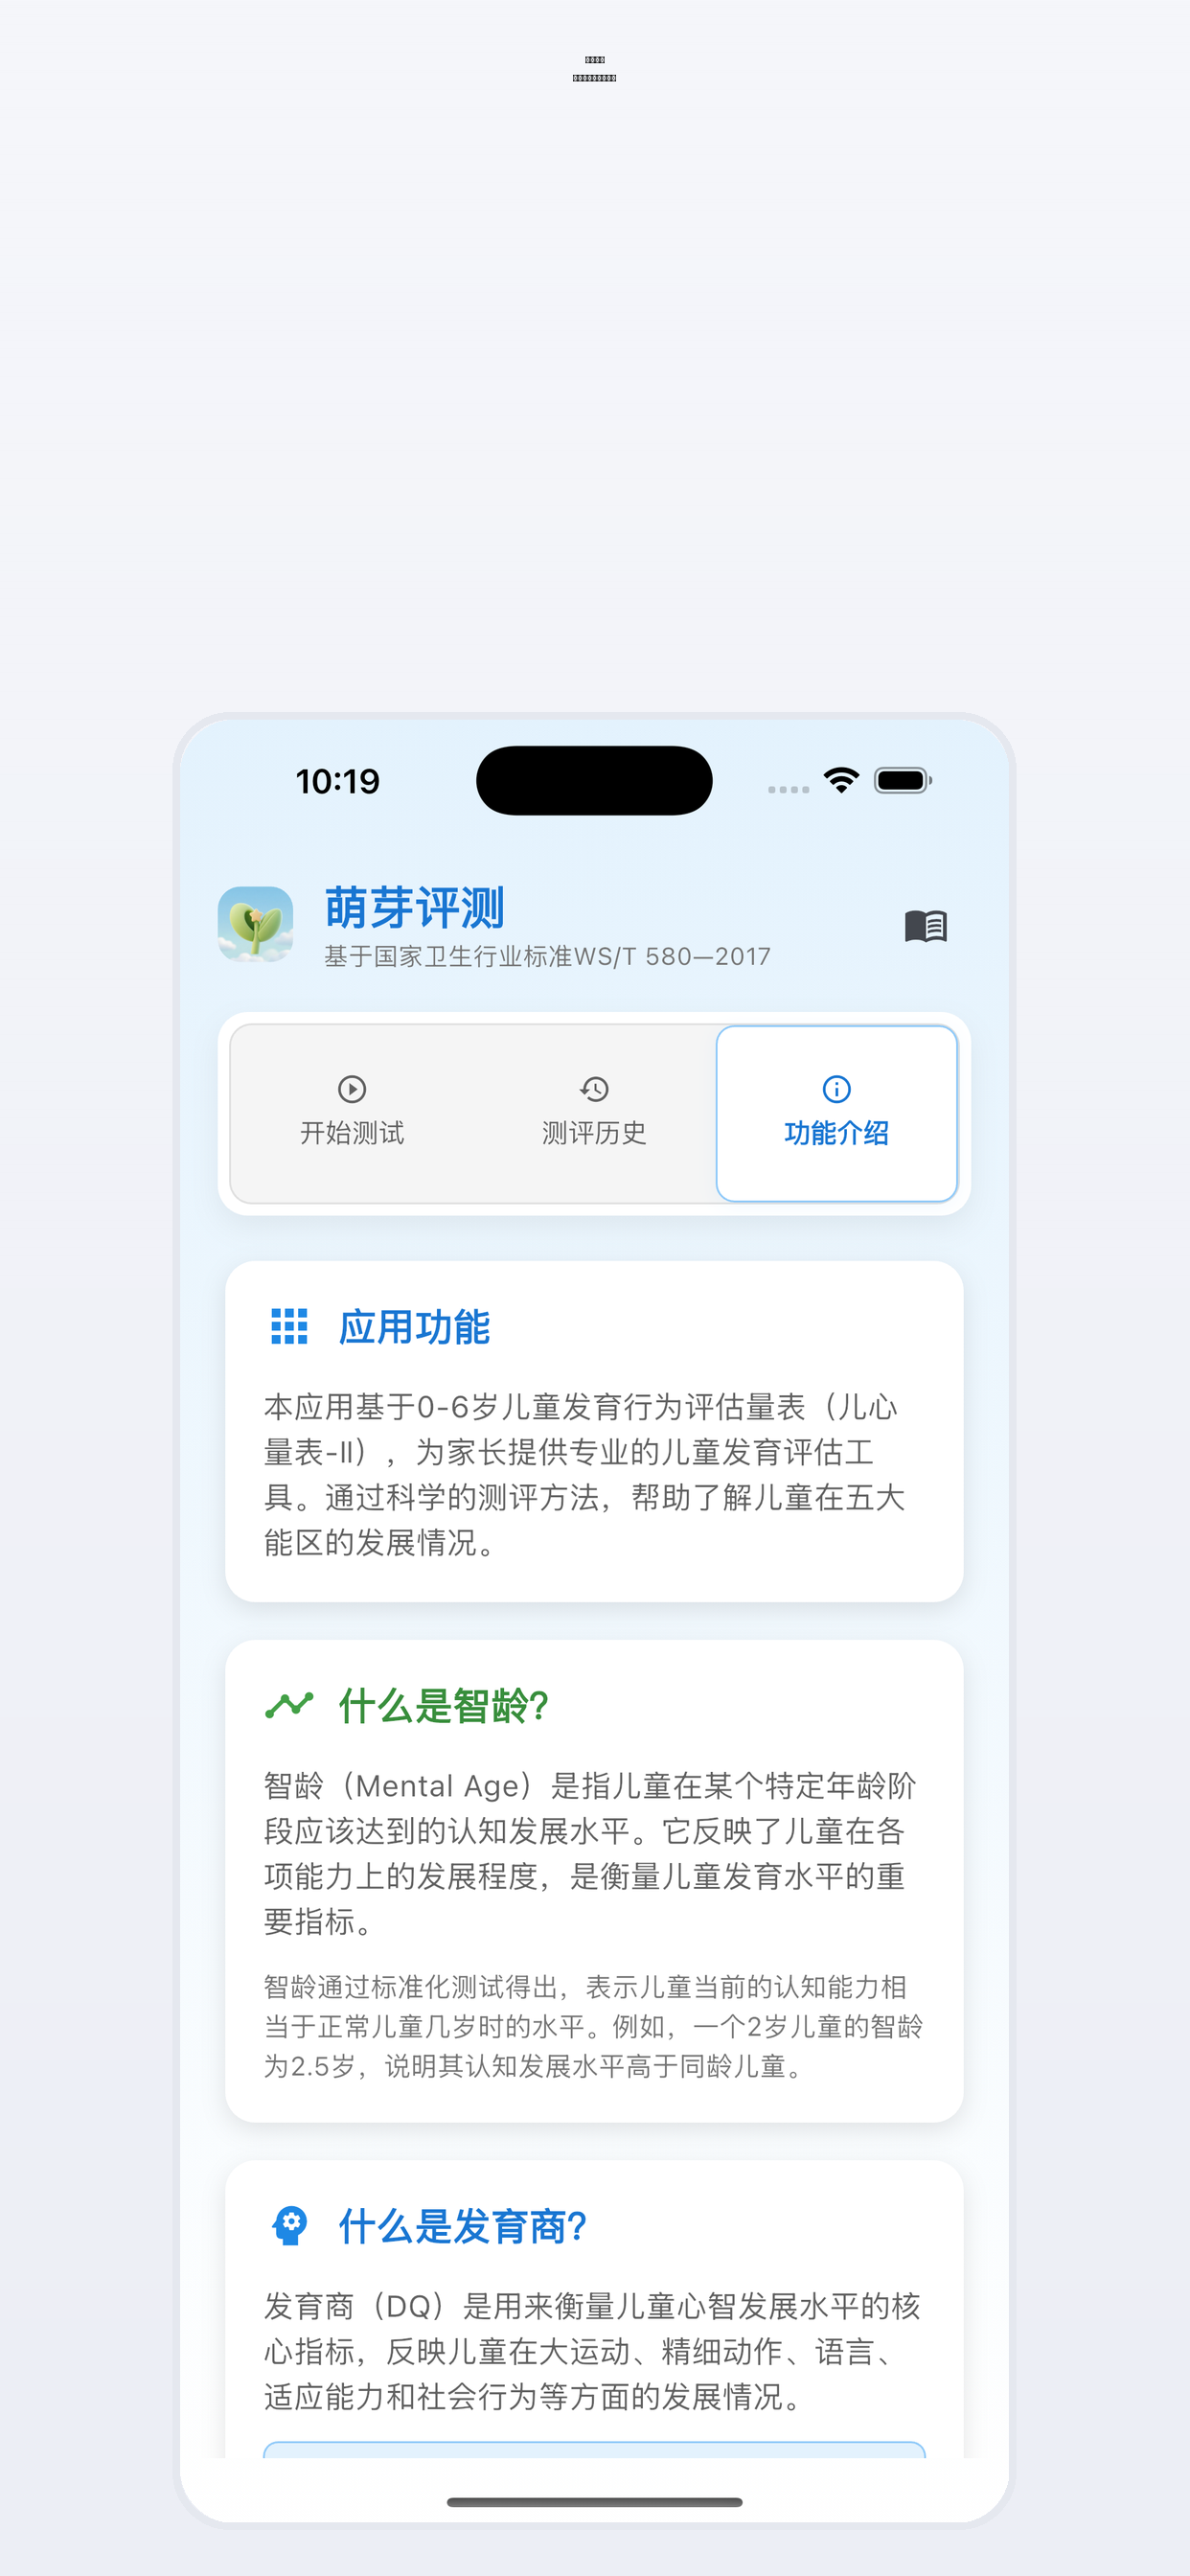 10:19
萌芽评测
基于国家卫生行业标准WS/T 580—2017
开始测试
测评历史
功能介绍
应用功能
本应用基于0-6岁儿童发育行为评估量表（儿心
量表-II），为家长提供专业的儿童发育评估工
具。通过科学的测评方法，帮助了解儿童在五大
能区的发展情况。
什么是智龄?
智龄（Mental Age）是指儿童在某个特定年龄阶
段应该达到的认知发展水平。它反映了儿童在各
项能力上的发展程度，是衡量儿童发育水平的重
要指标。
智龄通过标准化测试得出，表示儿童当前的认知能力相
当于正常儿童几岁时的水平。例如，一个2岁儿童的智龄
为2.5岁，说明其认知发展水平高于同龄儿童。
什么是发育商?
发育商（DQ）是用来衡量儿童心智发展水平的核
心指标，反映儿童在大运动、精细动作、语言、
适应能力和社会行为等方面的发展情况。